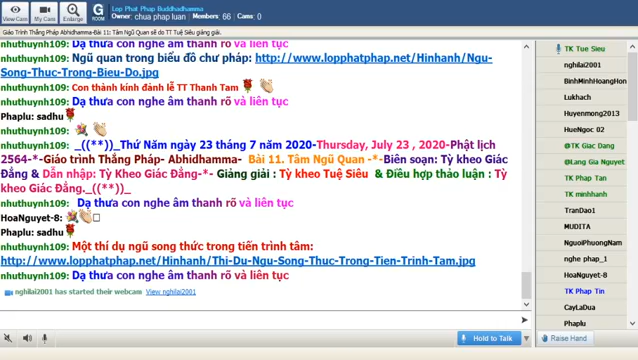 View Cam
My Cam
Enlarge
G
ROOM
Lop Phat Phap Buddhadhamma
Owner: chua phap luan | Members: 66 | Cams: 0
Giáo Trình Thắng Pháp Abhidhamma-Bài 11: Tâm Ngũ Quan sẽ do TT Tuệ Siêu giảng giải.
nhuthuynh109: Dạ thưa con nghe âm thanh rõ và liên tục
nhuthuynh109: Ngũ quan trong biểu đồ chư pháp: http://www.lopphatphap.net/Hinhanh/Ngu-
Song-Thuc-Trong-Bieu-Do.jpg
nhuthuynh109: Con thành kính đảnh lễ TT Thanh Tam
nhuthuynh109: Dạ thưa con nghe âm thanh rõ và liên tục
Phaplu: sadhu
nhuthuynh109:
nhuthuynh109: _((**))_Thứ Năm ngày 23 tháng 7 năm 2020-Thursday, July 23 , 2020-Phật lịch
2564-*-Giáo trình Thắng Pháp- Abhidhamma- Bài 11. Tâm Ngũ Quan -*-Biên soạn: Tỳ kheo Giác
Đẳng & Dẫn nhập: Tỳ Kheo Giác Đẳng-*- Giảng giải : Tỳ kheo Tuệ Siêu & Điều hợp thảo luận : Tỳ
kheo Giác Đẳng._((**))_
nhuthuynh109: Dạ thưa con nghe âm thanh rõ và liên tục
HoaNguyet-8:
Phaplu: sadhu
nhuthuynh109: Một thí dụ ngũ song thức trong tiến trình tâm:
http://www.lopphatphap.net/Hinhanh/Thi-Du-Ngu-Song-Thuc-Trong-Tien-Trinh-Tam.jpg
nhuthuynh109: Dạ thưa con nghe âm thanh rõ và liên tục
nghilai2001 has started their webcam View nghilai2001
Hold to Talk
Raise Hand
TK Tue Sieu
nghilai2001
BinhMinhHoangHon
Lukhach
Huyenmong2013
HueNgoc 02
@TK Giac Dang
@Lang Gia Nguyet
TK Phap Tan
TK minhhanh
TranDao1
MUDITA
NguoiPhuongNam
nghe phap_1
HoaNguyet-8
TK Phap Tin
CayLaDua
Phaplu